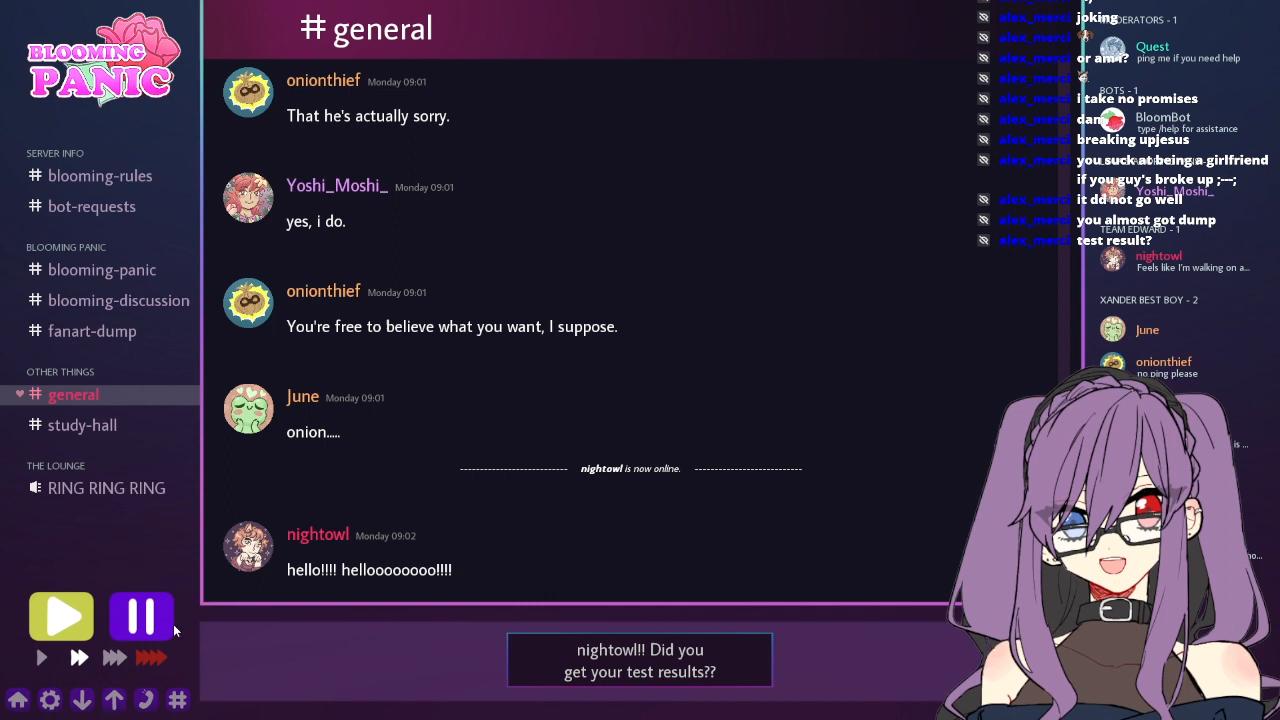 BLOOMING
PANIC
SERVER INFO
# blooming-rules
# bot-requests
BLOOMING PANIC
# blooming-panic
# blooming-discussion
# fanart-dump
OTHER THINGS
# general
# study-hall
THE LOUNGE
RING RING RING
# general
onionthief Monday 09:01
That he's actually sorry.
Yoshi_Moshi_ Monday 09:01
yes, i do.
onionthief Monday 09:01
You're free to believe what you want, I suppose.
June Monday 09:01
onion.....
nightowl is now online.
nightowl Monday 09:02
hello!!!! helloooooooo!!!!
nightowl!! Did you
get your test results??
joking
or am i?
i take no promises
dam
breaking upjesus
you suck at being a girlfriend
if you guy's broke up ;---;
it dd not go well
you almost got dump
test result?
MODERATORS - 1
Quest
ping me if you need help
BOTS - 1
BloomBot
type /help for assistance
Yoshi_Moshi_
TEAM EDWARD - 1
nightowl
Feels like I'm walking on a...
XANDER BEST BOY - 2
June
onionthief
no ping please
is ...